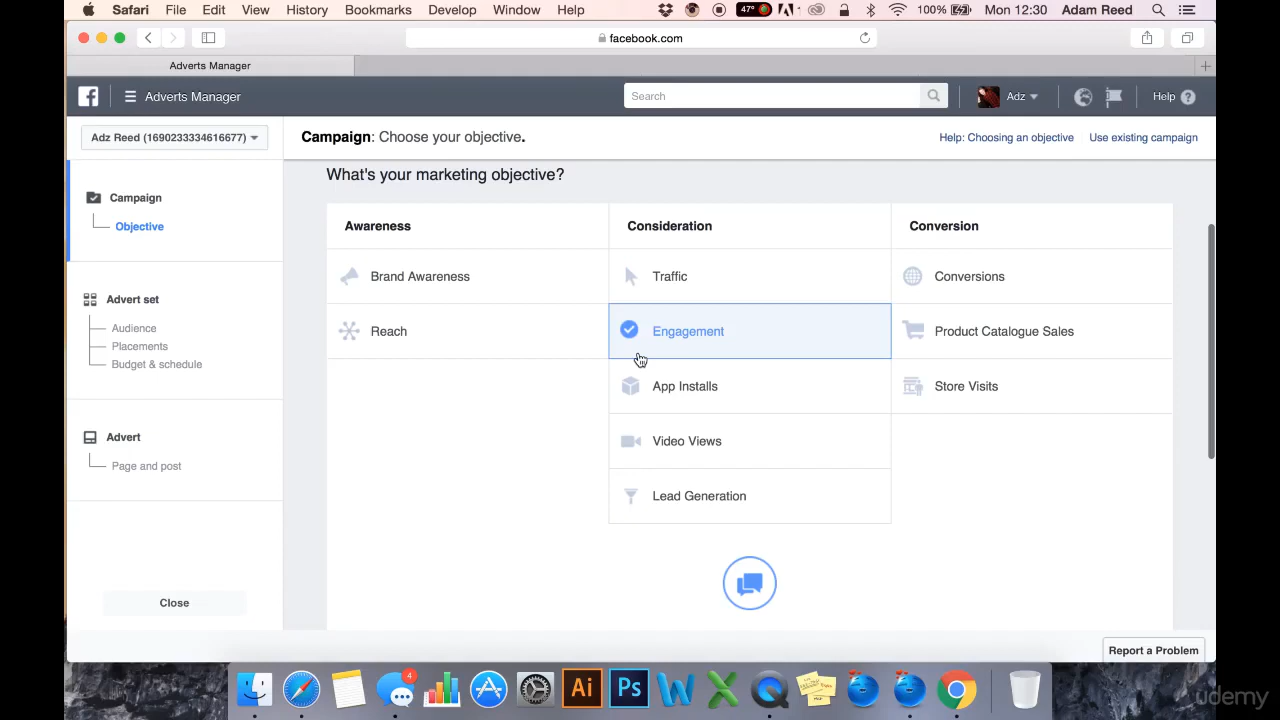 Safari File Edit View History Bookmarks Develop Window Help 47° 100% Mon 12:30 Adam Reed
facebook.com
Adverts Manager
Adverts Manager Search Adz Help ?
Adz Reed (1690233334616677) Campaign: Choose your objective. Help: Choosing an objective Use existing campaign
Campaign
Objective
Advert set
Audience
Placements
Budget & schedule
Advert
Page and post
Close
What's your marketing objective?
Awareness Consideration Conversion
Brand Awareness Traffic Conversions
Reach Engagement Product Catalogue Sales
App Installs Store Visits
Video Views
Lead Generation
Report a Problem
4
Ai Ps
udemy